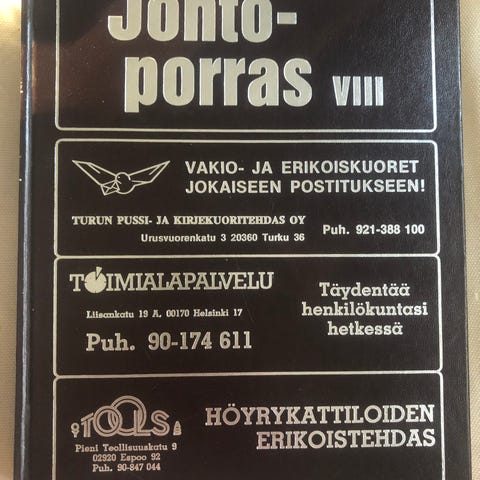 Johto-
porras VIII
VAKIO- JA ERIKOISKUORET
JOKAISEEN POSTITUKSEEN!
TURUN PUSSI- JA KIRJEKUORITEHDAS OY
Urusvuorenkatu 3 20360 Turku 36
Puh. 921-388 100
TOIMIALAPALVELU
Liisankatu 19 A. 00170 Helsinki 17
Puh. 90-174 611
Täydentää
henkilökuntasi
hetkessä
TOOLS
Pieni Teollisuuskatu 9
02920 Espoo 92
Puh. 90-847 044
HÖYRYKATTILOIDEN
ERIKOISTEHDAS